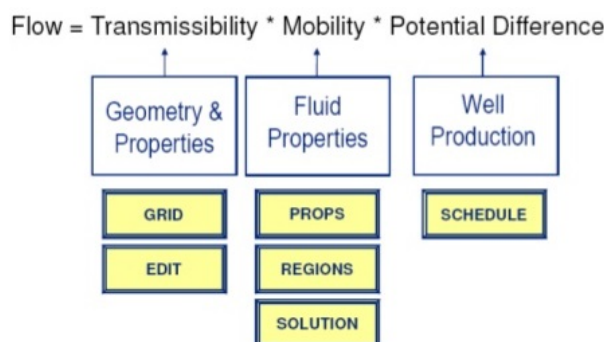 Flow = Transmissibility * Mobility * Potential Difference
Geometry &
Properties
Fluid
Properties
Well
Production
GRID
PROPS
SCHEDULE
EDIT
REGIONS
SOLUTION